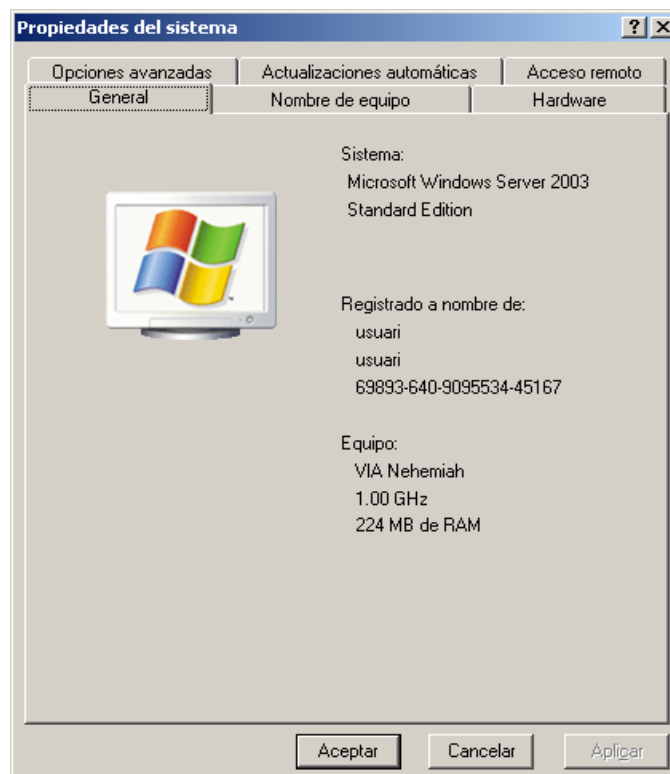 Propiedades del sistema
Opciones avanzadas
Actualizaciones automáticas
Acceso remoto
General
Nombre de equipo
Hardware
Sistema:
Microsoft Windows Server 2003
Standard Edition
Registrado a nombre de:
usuari
usuari
69893-640-9095534-45167
Equipo:
VIA Nehemiah
1.00 GHz
224 MB de RAM
Aceptar
Cancelar
Aplicar